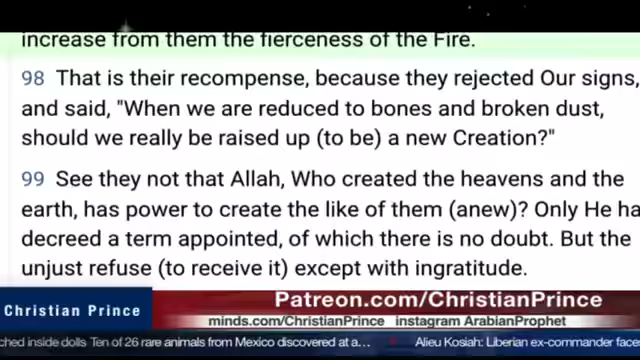 increase from them the fierceness of the Fire.
98 That is their recompense, because they rejected Our signs,
and said, "When we are reduced to bones and broken dust,
should we really be raised up (to be) a new Creation?"
99 See they not that Allah, Who created the heavens and the
earth, has power to create the like of them (anew)? Only He ha
decreed a term appointed, of which there is no doubt. But the
unjust refuse (to receive it) except with ingratitude.
Christian Prince
Patreon.com/ChristianPrince
minds.com/ChristianPrince instagram ArabianProphet
ched inside dolls Ten of 26 rare animals from Mexico discovered at a... Alieu Kosiah: Liberian ex-commander face